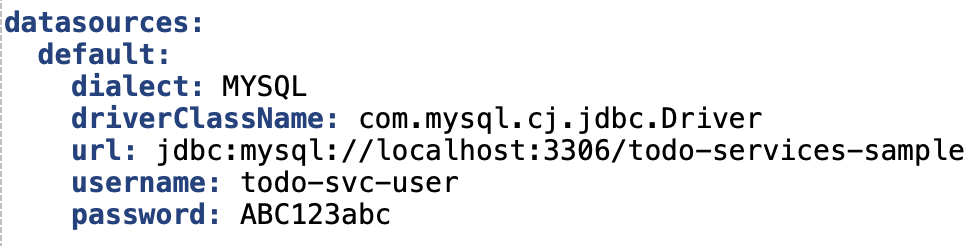 datasources:
  default:
    dialect: MYSQL
    driverClassName: com.mysql.cj.jdbc.Driver
    url: jdbc:mysql://localhost:3306/todo-services-sample
    username: todo-svc-user
    password: ABC123abc